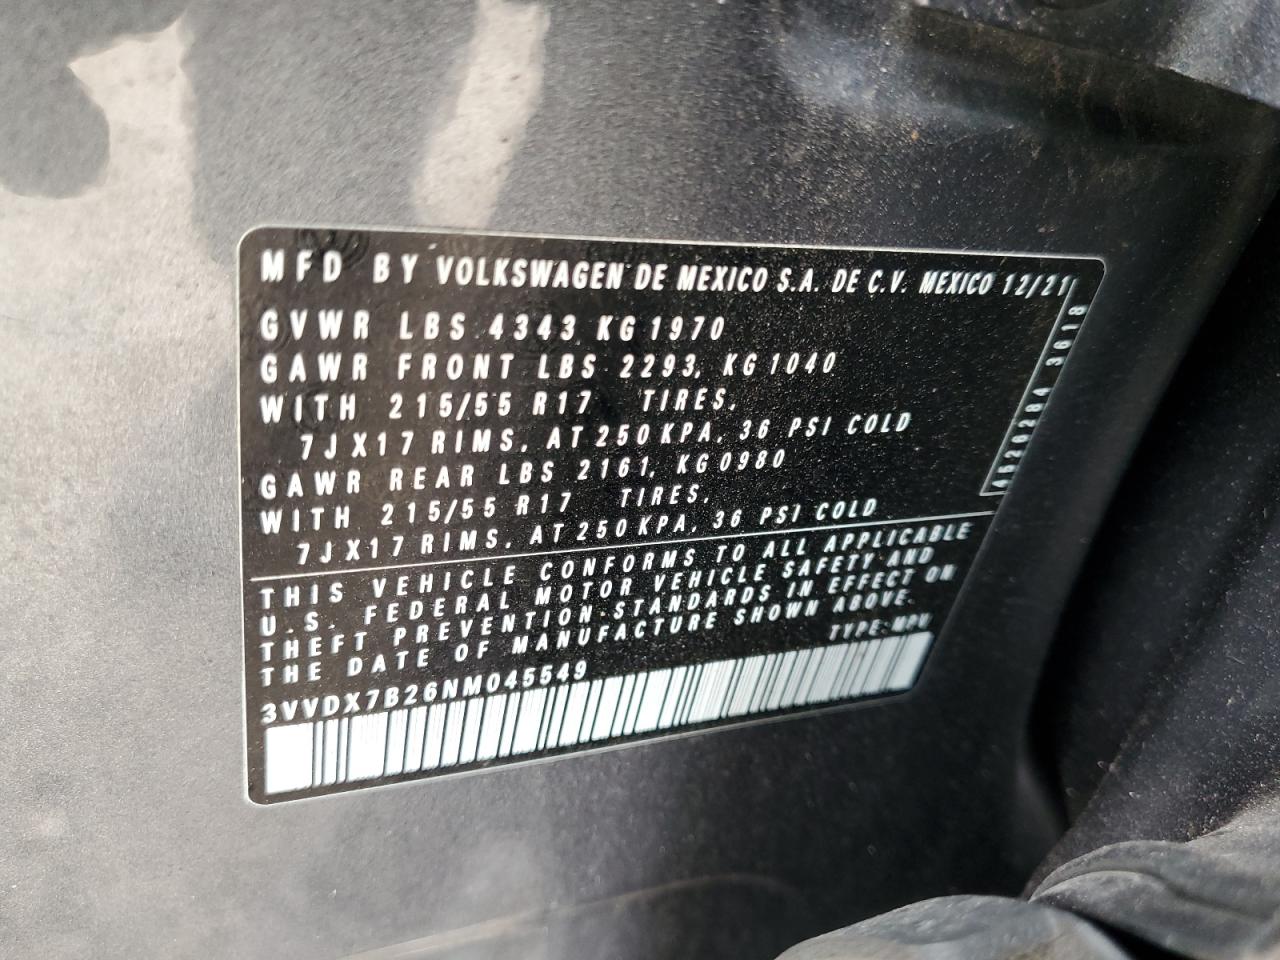 MFD BY VOLKSWAGEN DE MEXICO S.A. DE C.V. MEXICO 12/21
GVWR LBS 4343 KG 1970
GAWR FRONT LBS 2293, KG 1040
WITH 215/55 R17 TIRES,
7JX17 RIMS, AT 250 KPA, 36 PSI COLD
GAWR REAR LBS 2161, KG 0980
WITH 215/55 R17 TIRES,
7JX17 RIMS, AT 250 KPA, 36 PSI COLD
4526284 3618
THIS VEHICLE CONFORMS TO ALL APPLICABLE
U.S. FEDERAL MOTOR VEHICLE SAFETY AND
THEFT PREVENTION STANDARDS IN EFFECT ON
THE DATE OF MANUFACTURE SHOWN ABOVE.
TYPE: MPV
3VVDX7B26NM045549